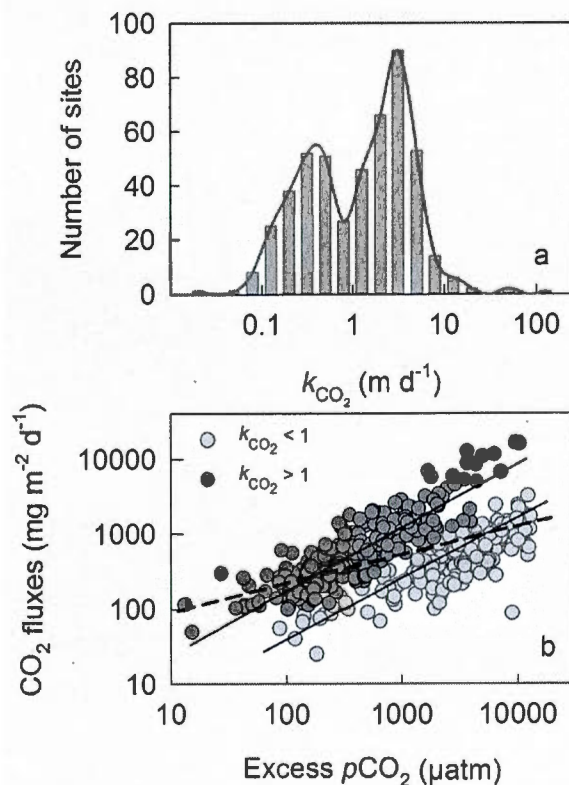 100
80
60
40
20
0
Number of sites
a
0.1 1 10 100
kCO2 (m d-1)
kCO2 < 1
kCO2 > 1
10000
1000
100
10
CO2 fluxes (mg m-2 d-1)
b
10 100 1000 10000
Excess pCO2 (µatm)